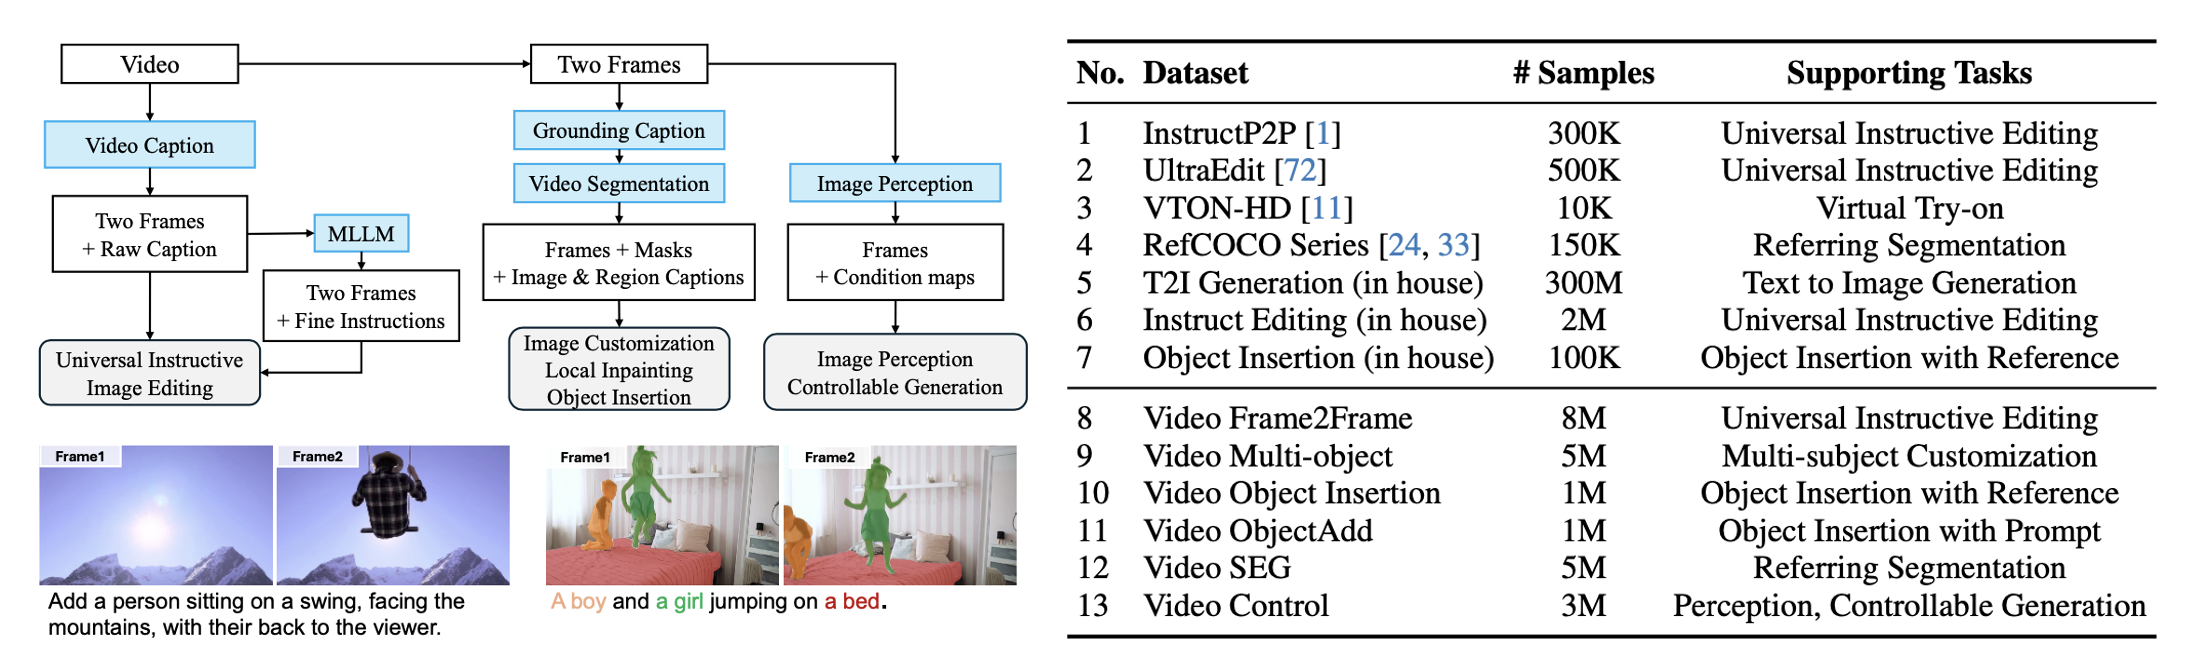 Video
Two Frames
Video Caption
Grounding Caption
Video Segmentation
Image Perception
Two Frames
+ Raw Caption
MLLM
Two Frames
+ Fine Instructions
Frames + Masks
+ Image & Region Captions
Frames
+ Condition maps
Universal Instructive
Image Editing
Image Customization
Local Inpainting
Object Insertion
Image Perception
Controllable Generation
Frame1
Frame2
Add a person sitting on a swing, facing the
mountains, with their back to the viewer.
Frame1
Frame2
A boy and a girl jumping on a bed.
No. Dataset # Samples Supporting Tasks
1 InstructP2P [1] 300K Universal Instructive Editing
2 UltraEdit [72] 500K Universal Instructive Editing
3 VTON-HD [11] 10K Virtual Try-on
4 RefCOCO Series [24, 33] 150K Referring Segmentation
5 T2I Generation (in house) 300M Text to Image Generation
6 Instruct Editing (in house) 2M Universal Instructive Editing
7 Object Insertion (in house) 100K Object Insertion with Reference
8 Video Frame2Frame 8M Universal Instructive Editing
9 Video Multi-object 5M Multi-subject Customization
10 Video Object Insertion 1M Object Insertion with Reference
11 Video ObjectAdd 1M Object Insertion with Prompt
12 Video SEG 5M Referring Segmentation
13 Video Control 3M Perception, Controllable Generation